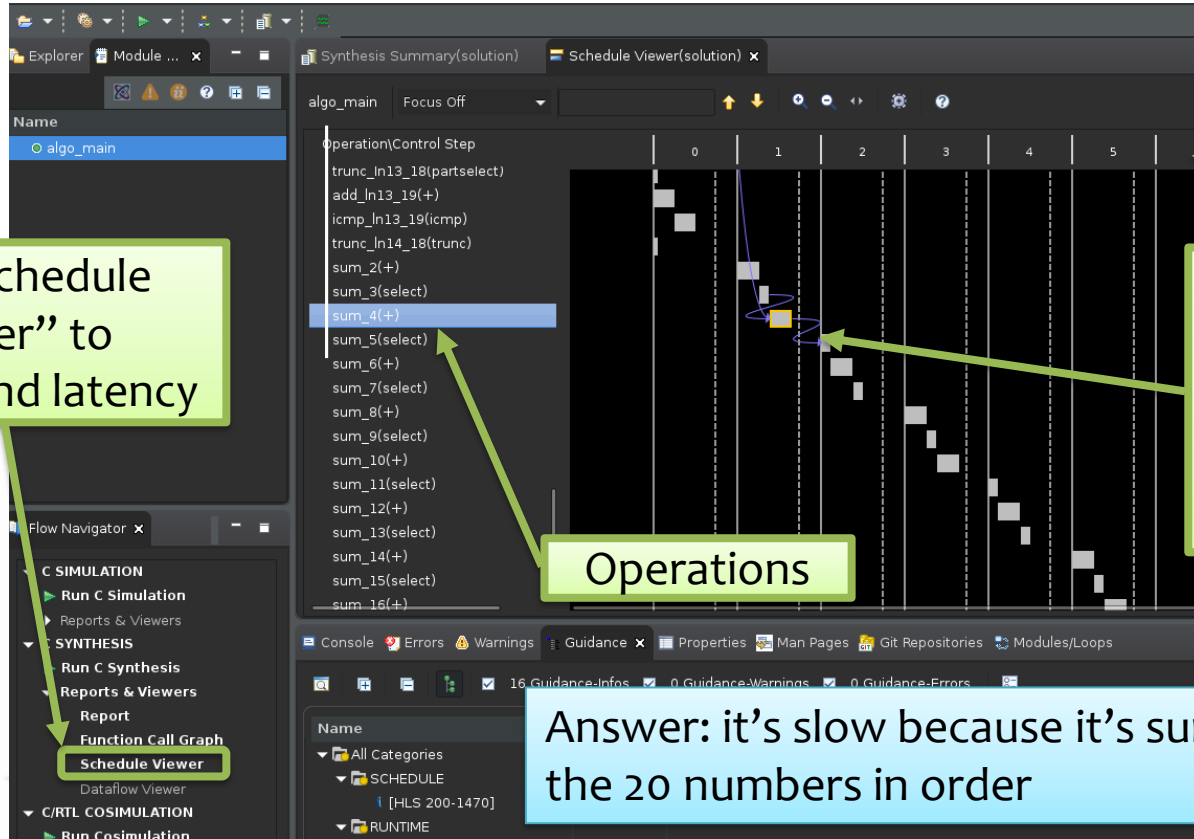 Explorer
Module ...
Synthesis Summary(solution)
Schedule Viewer(solution)
algo_main
Focus Off
Name
algo_main
Operation\Control Step
0
1
2
3
4
5
trunc_ln13_18(partselect)
add_ln13_19(+)
icmp_ln13_19(icmp)
trunc_ln14_18(trunc)
sum_2(+)
sum_3(select)
sum_4(+)
sum_5(select)
sum_6(+)
sum_7(select)
sum_8(+)
sum_9(select)
sum_10(+)
sum_11(select)
sum_12(+)
sum_13(select)
sum_14(+)
sum_15(select)
sum_16(+)
chedule
er” to
nd latency
Operations
Flow Navigator
C SIMULATION
Run C Simulation
Reports & Viewers
C SYNTHESIS
Run C Synthesis
Reports & Viewers
Report
Function Call Graph
Schedule Viewer
Dataflow Viewer
C/RTL COSIMULATION
Run Cosimulation
Console
Errors
Warnings
Guidance
Properties
Man Pages
Git Repositories
Modules/Loops
16 Guidance-Infos
0 Guidance-Warnings
0 Guidance-Errors
Name
All Categories
SCHEDULE
[HLS 200-1470]
RUNTIME
Answer: it’s slow because it’s su
the 20 numbers in order